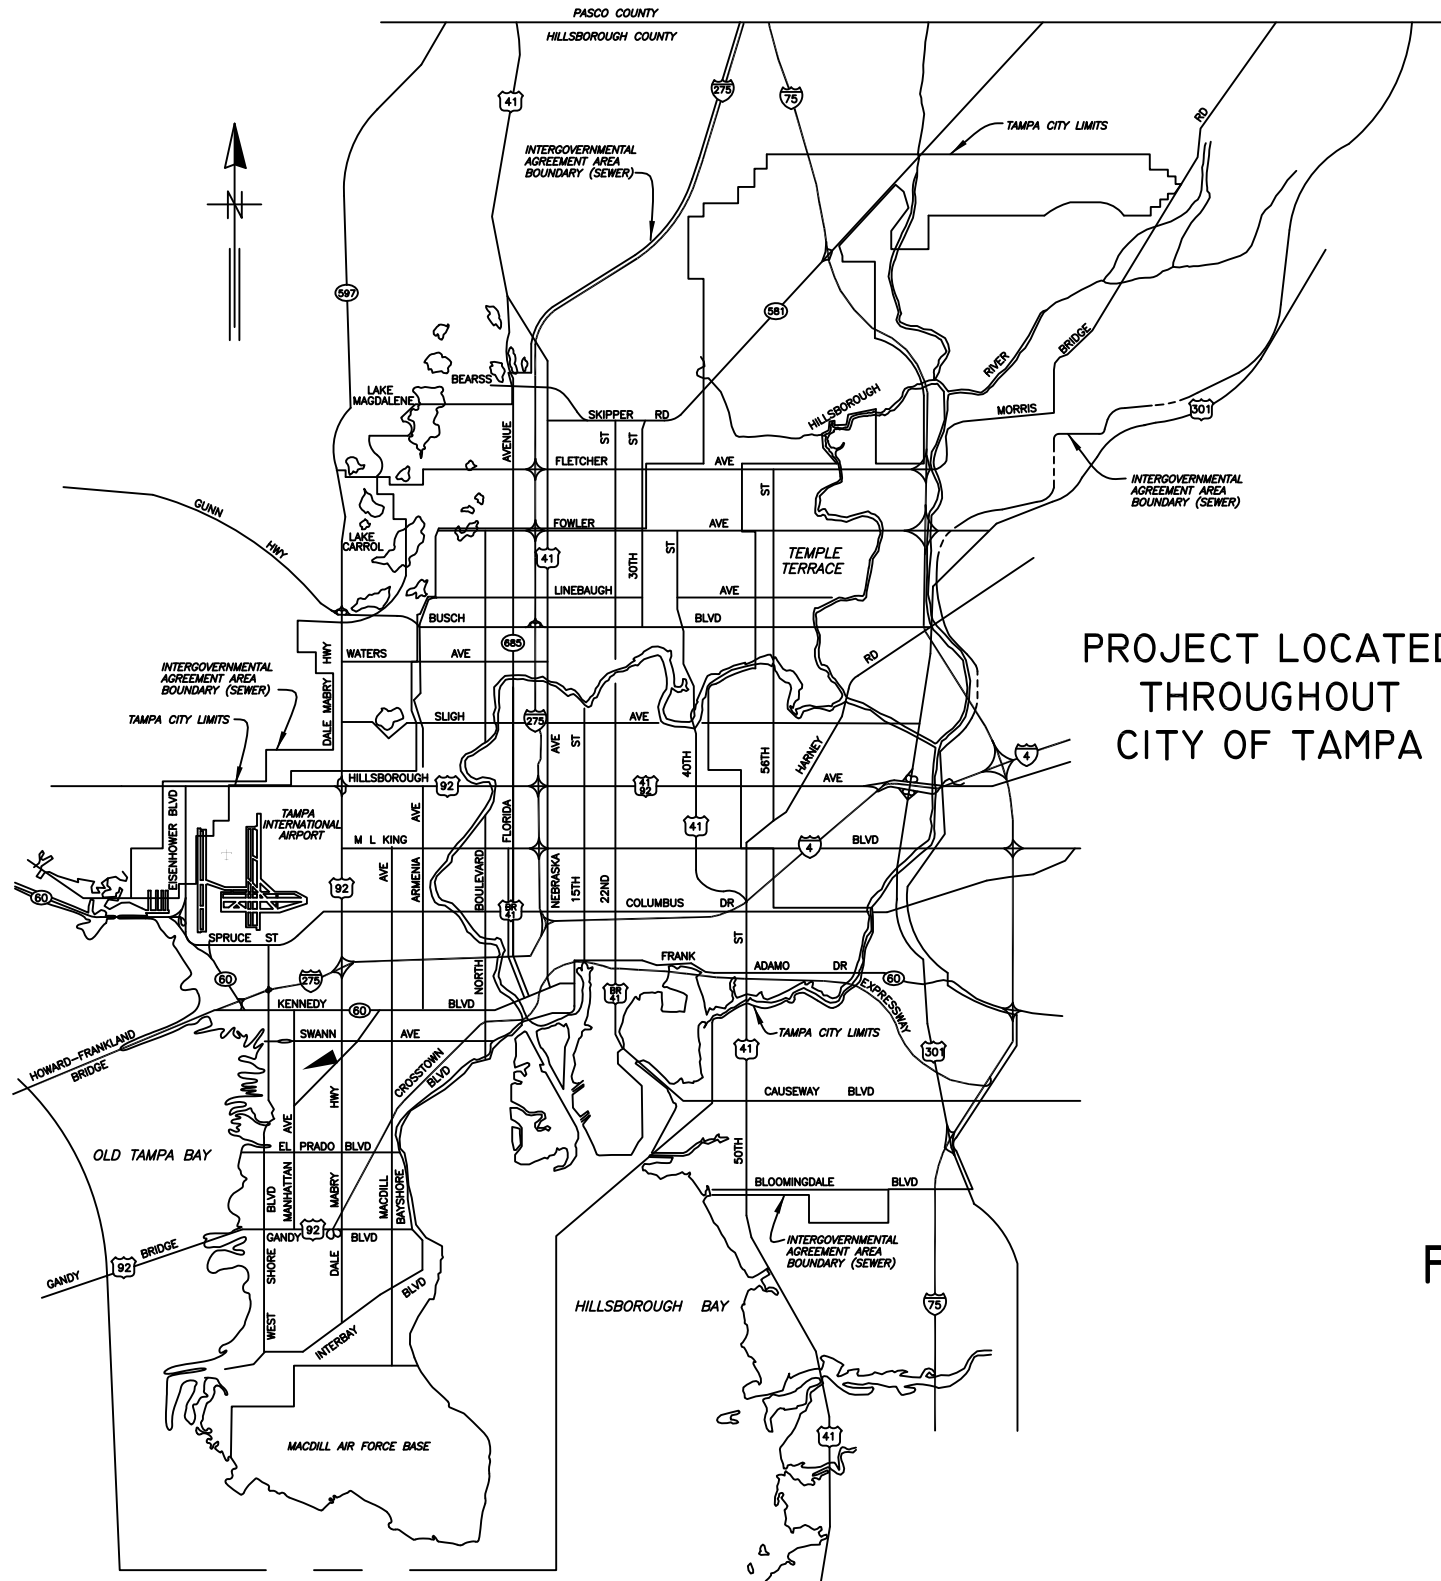 PASCO COUNTY
HILLSBOROUGH COUNTY
41
275
75
RD
TAMPA CITY LIMITS
INTERGOVERNMENTAL
AGREEMENT AREA
BOUNDARY (SEWER)
N
597
581
BRIDGE
RIVER
BEARSS
LAKE
MAGDALENE
HILLSBOROUGH
MORRIS
301
SKIPPER RD
AVENUE
ST
ST
FLETCHER AVE
INTERGOVERNMENTAL
AGREEMENT AREA
BOUNDARY (SEWER)
ST
GUNN
HWY
LAKE
CARROL
FOWLER AVE
41
30TH
ST
TEMPLE
TERRACE
LINEBAUGH AVE
BUSCH BLVD
685
PROJECT LOCATED
THROUGHOUT
CITY OF TAMPA
HWY
WATERS AVE
RD
INTERGOVERNMENTAL
AGREEMENT AREA
BOUNDARY (SEWER)
DALE MABRY
TAMPA CITY LIMITS
SLIGH AVE
275
AVE
ST
40TH
56TH
HARNEY
4
HILLSBOROUGH
92
41
92
AVE
EISENHOWER BLVD
TAMPA
INTERNATIONAL
AIRPORT
AVE
FLORIDA
41
M L KING BLVD
4
AVE
ARMENIA
BOULEVARD
NEBRASKA
15TH
22ND
92
60
BR
41
COLUMBUS DR
SPRUCE ST
ST
FRANK
ADAMO DR
60
60
275
NORTH
BR
41
EXPRESSWAY
KENNEDY
60
BLVD
SWANN AVE
TAMPA CITY LIMITS
HOWARD-FRANKLAND
BRIDGE
CROSSTOWN
BLVD
41
301
HWY
CAUSEWAY BLVD
AVE
EL PRADO BLVD
OLD TAMPA BAY
50TH
BLVD
MANHATTAN
MABRY
MACDILL
BAYSHORE
BLOOMINGDALE BLVD
92
GANDY BLVD
INTERGOVERNMENTAL
AGREEMENT AREA
BOUNDARY (SEWER)
GANDY
92
BRIDGE
SHORE
DALE
BLVD
F
HILLSBOROUGH BAY
75
WEST
INTERBAY
MACDILL AIR FORCE BASE
41